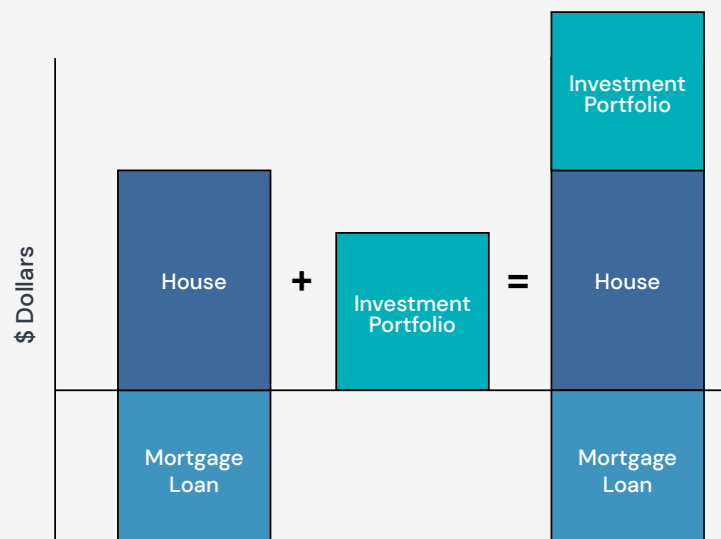 Investment
Portfolio
$ Dollars
House
+
Investment
Portfolio
=
House
Mortgage
Loan
Mortgage
Loan